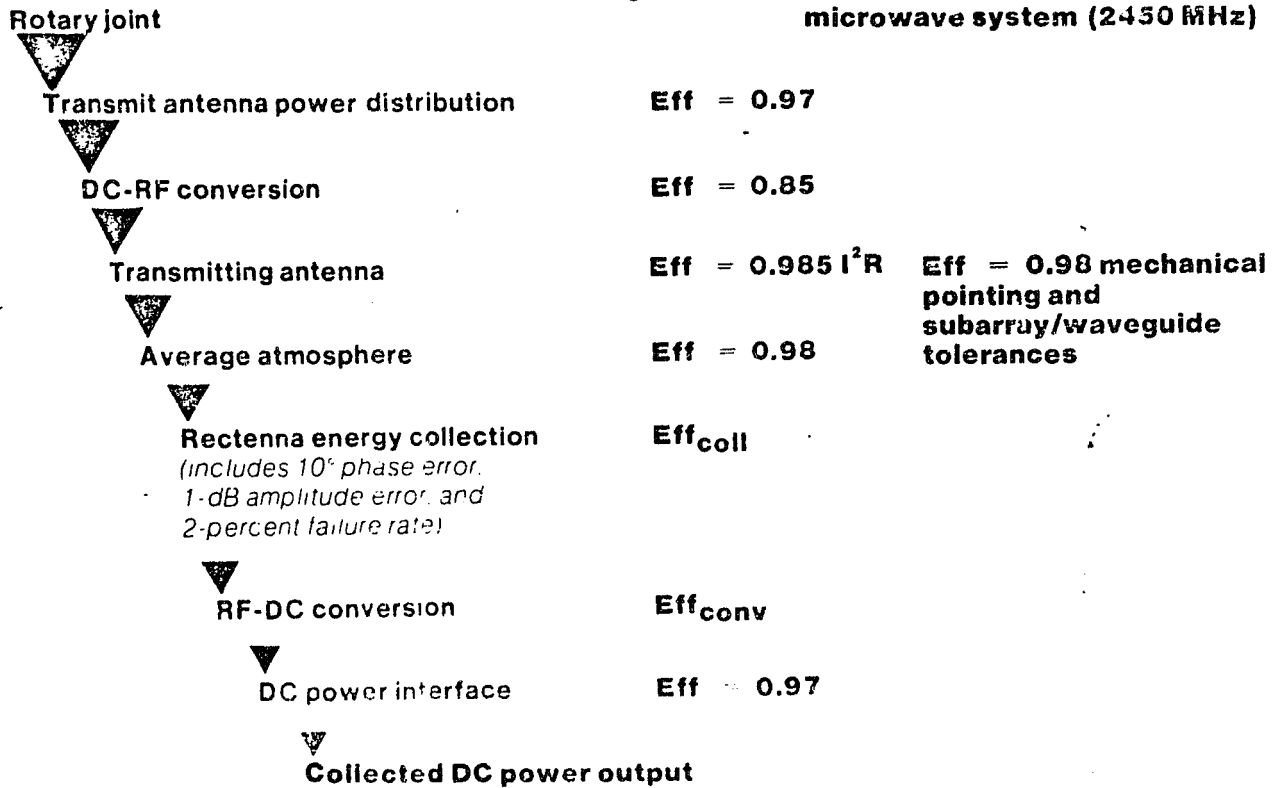 Rotary joint
microwave system (2450 MHz)
Transmit antenna power distribution Eff = 0.97
DC-RF conversion Eff = 0.85
Transmitting antenna Eff = 0.985 I²R Eff = 0.98 mechanical
pointing and
subarray/waveguide
Average atmosphere Eff = 0.98 tolerances
Rectenna energy collection Eff_coll
(includes 10° phase error,
1-dB amplitude error, and
2-percent failure rate)
RF-DC conversion Eff_conv
DC power interface Eff = 0.97
Collected DC power output